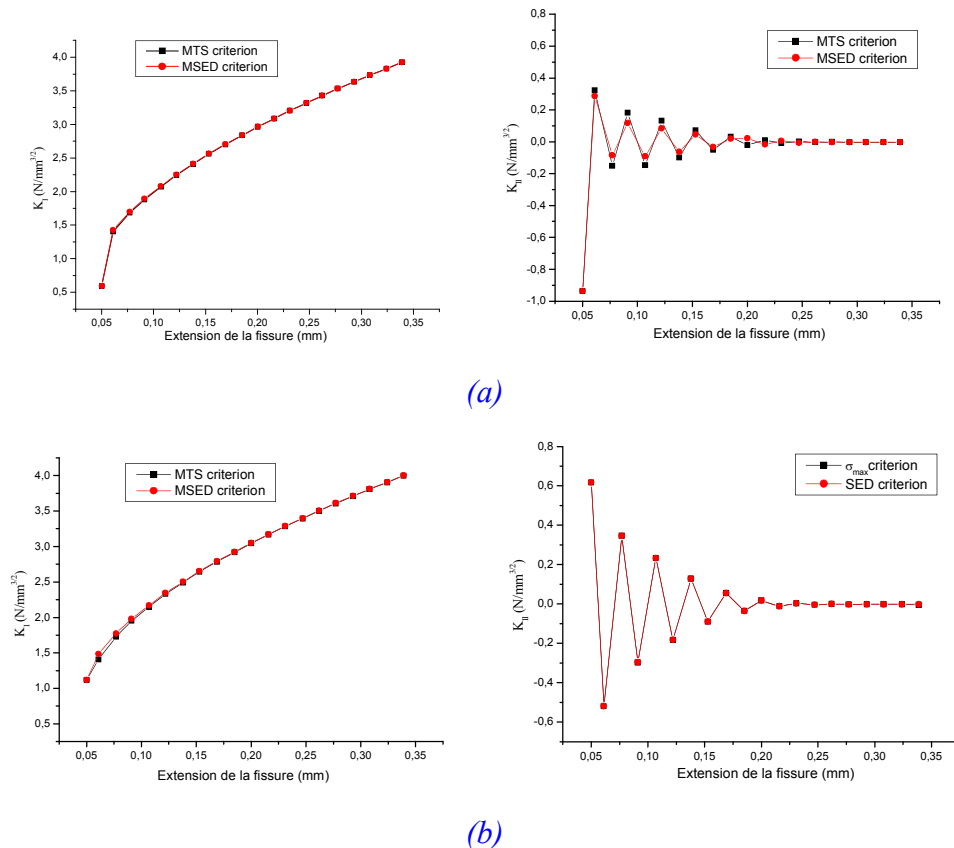 MTS criterion
MSED criterion
4,0
3,5
3,0
2,5
2,0
1,5
1,0
0,5
K_I (N/mm^3/2)
0,05 0,10 0,15 0,20 0,25 0,30 0,35
Extension de la fissure (mm)
MTS criterion
MSED criterion
0,8
0,6
0,4
0,2
0,0
-0,2
-0,4
-0,6
-0,8
-1,0
K_II (N/mm^3/2)
0,05 0,10 0,15 0,20 0,25 0,30 0,35
Extension de la fissure (mm)
(a)
MTS criterion
MSED criterion
4,0
3,5
3,0
2,5
2,0
1,5
1,0
0,5
K_I (N/mm^3/2)
0,05 0,10 0,15 0,20 0,25 0,30 0,35
Extension de la fissure (mm)
σ_max criterion
SED criterion
0,8
0,6
0,4
0,2
0,0
-0,2
-0,4
-0,6
K_II (N/mm^3/2)
0,05 0,10 0,15 0,20 0,25 0,30 0,35
Extension de la fissure (mm)
(b)